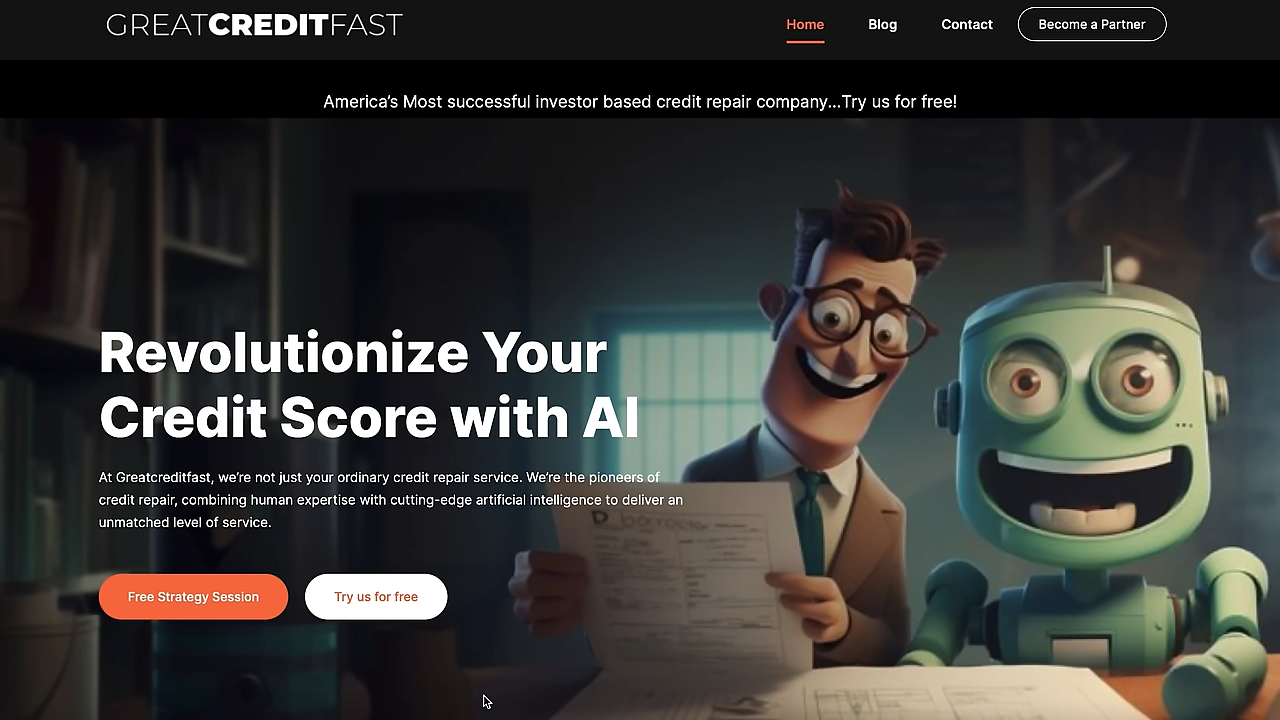 GREATCREDITFAST
Home Blog Contact Become a Partner
America's Most successful investor based credit repair company...Try us for free!
Revolutionize Your
Credit Score with AI
At Greatcreditfast, we're not just your ordinary credit repair service. We're the pioneers of
credit repair, combining human expertise with cutting-edge artificial intelligence to deliver an
unmatched level of service.
Free Strategy Session Try us for free